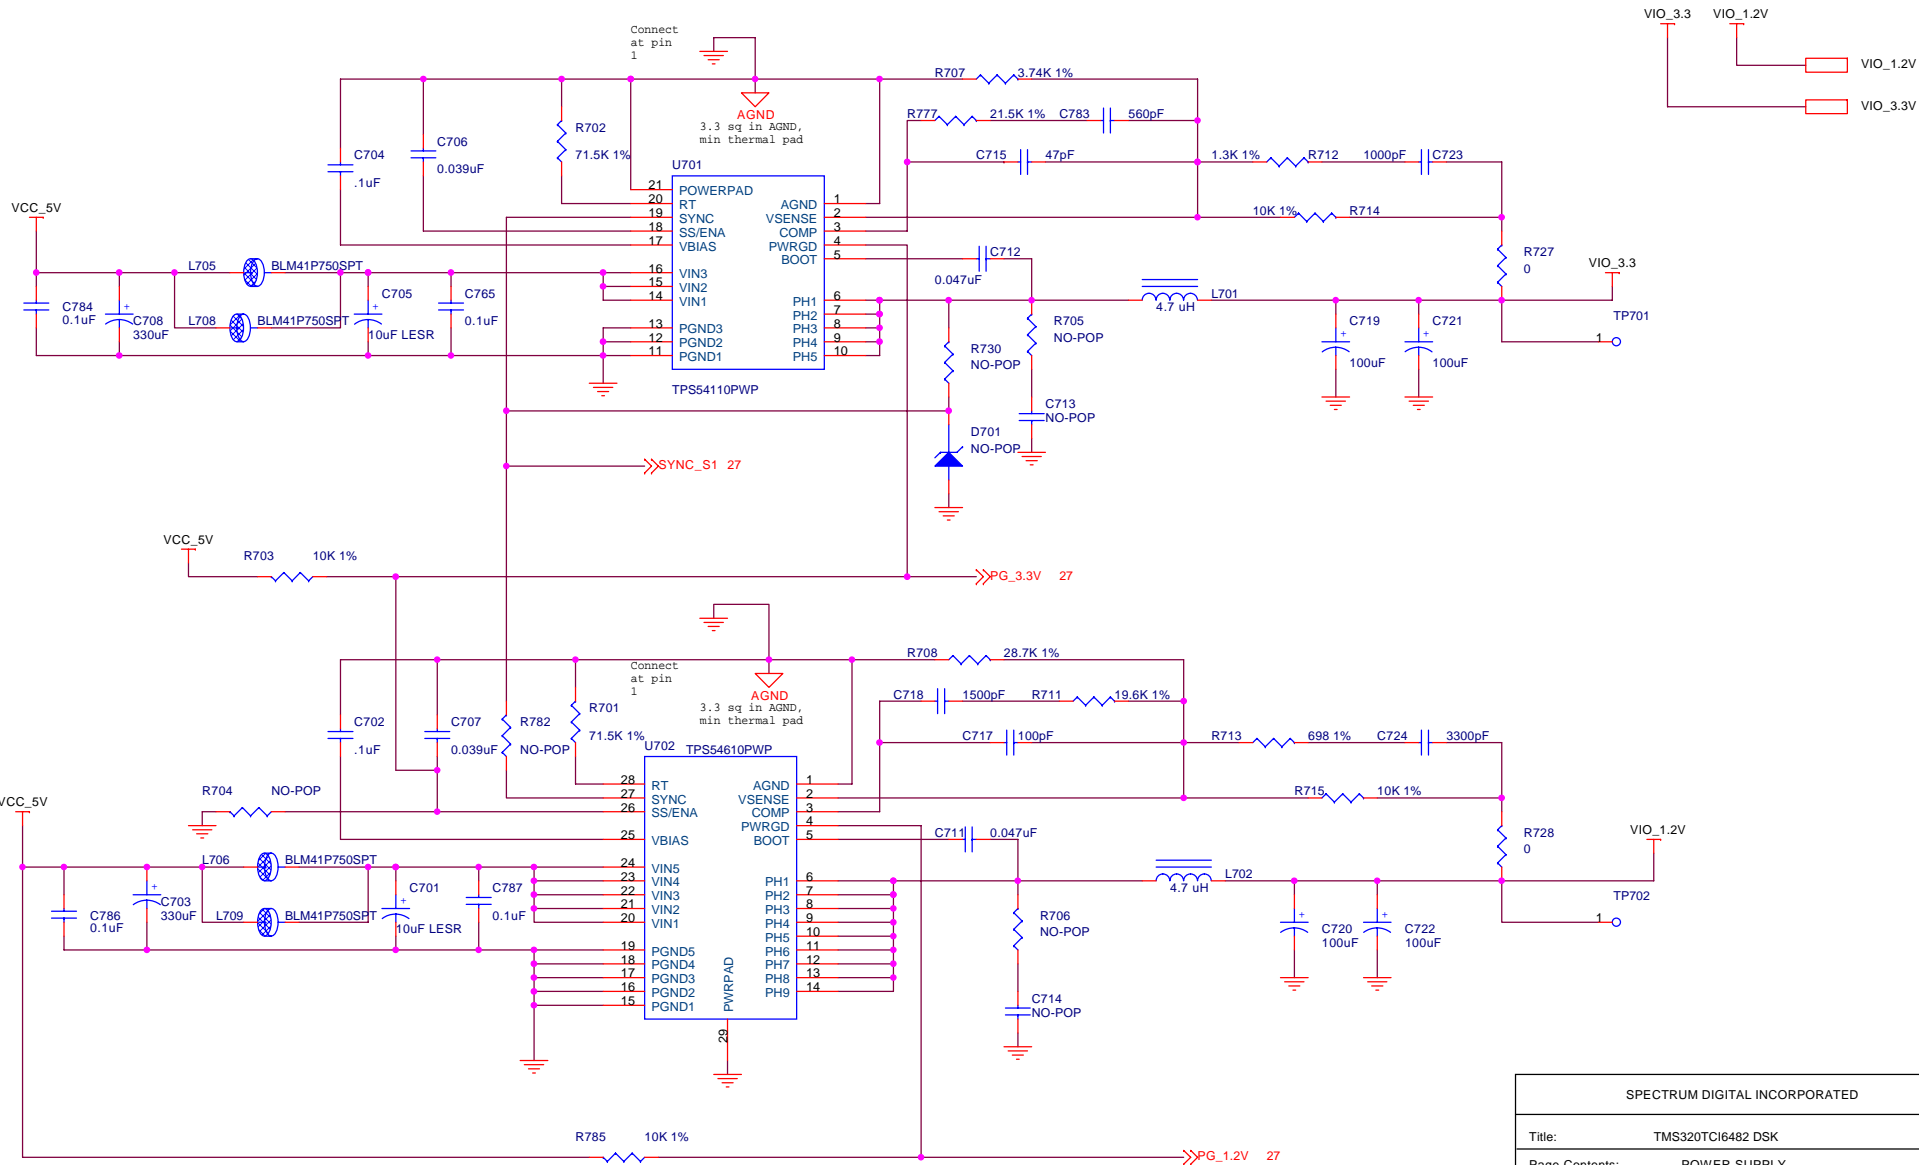 VIO_3.3 VIO_1.2V
VIO_1.2V
VIO_3.3V
Connect
at pin
1
R707 3.74K 1%
AGND
3.3 sq in AGND,
min thermal pad
R777 21.5K 1% C783 560pF
R702
71.5K 1%
C706
0.039uF
C704
.1uF
C715 47pF
1.3K 1% R712 1000pF C723
U701
21 POWERPAD
20 RT
19 SYNC
18 SS/ENA
17 VBIAS
16 VIN3
15 VIN2
14 VIN1
13 PGND3
12 PGND2
11 PGND1
AGND 1
VSENSE 2
COMP 3
PWRGD 4
BOOT 5
PH1 6
PH2 7
PH3 8
PH4 9
PH5 10
TPS54110PWP
VCC_5V
10K 1% R714
R727
0
VIO_3.3
C712
0.047uF
L705 BLM41P750SPT
C784
0.1uF
C708
330uF
L708 BLM41P750SPT
C705
10uF LESR
C765
0.1uF
L701
4.7 uH
TP701
1
C719
100uF
C721
100uF
R705
NO-POP
R730
NO-POP
C713
NO-POP
D701
NO-POP
SYNC_S1 27
VCC_5V
R703 10K 1%
PG_3.3V 27
Connect
at pin
1
AGND
3.3 sq in AGND,
min thermal pad
R708 28.7K 1%
C718 1500pF R711 19.6K 1%
C717 100pF
R713 698 1% C724 3300pF
C702
.1uF
C707
0.039uF
R782
NO-POP
R701
71.5K 1%
U702 TPS54610PWP
28 RT
27 SYNC
26 SS/ENA
25 VBIAS
24 VIN5
23 VIN4
22 VIN3
21 VIN2
20 VIN1
19 PGND5
18 PGND4
17 PGND3
16 PGND2
15 PGND1
PWRPAD
29
AGND 1
VSENSE 2
COMP 3
PWRGD 4
BOOT 5
PH1 6
PH2 7
PH3 8
PH4 9
PH5 10
PH6 11
PH7 12
PH8 13
PH9 14
R704 NO-POP
VCC_5V
R715 10K 1%
R728
0
VIO_1.2V
C711 0.047uF
L706 BLM41P750SPT
C786
0.1uF
C703
330uF
L709 BLM41P750SPT
C701
10uF LESR
C787
0.1uF
L702
4.7 uH
TP702
1
C720
100uF
C722
100uF
R706
NO-POP
C714
NO-POP
R785 10K 1%
PG_1.2V 27
SPECTRUM DIGITAL INCORPORATED
Title: TMS320TCI6482 DSK
Page Contents: POWER SUPPLY